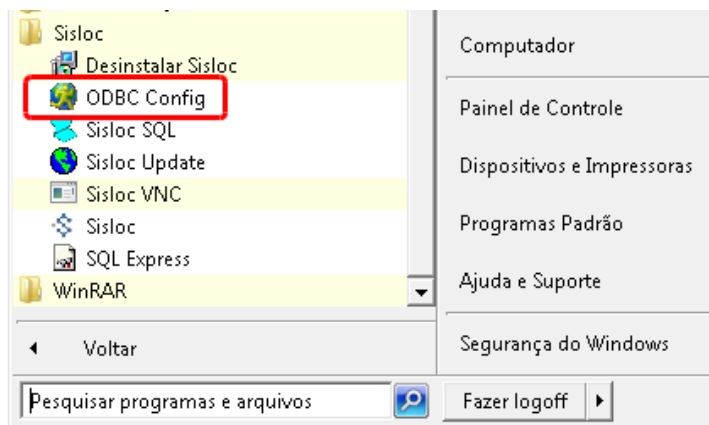 Sisloc
Desinstalar Sisloc
ODBC Config
Sisloc SQL
Sisloc Update
Sisloc VNC
Sisloc
SQL Express
WinRAR
Voltar
Pesquisar programas e arquivos
Computador
Painel de Controle
Dispositivos e Impressoras
Programas Padrão
Ajuda e Suporte
Segurança do Windows
Fazer logoff